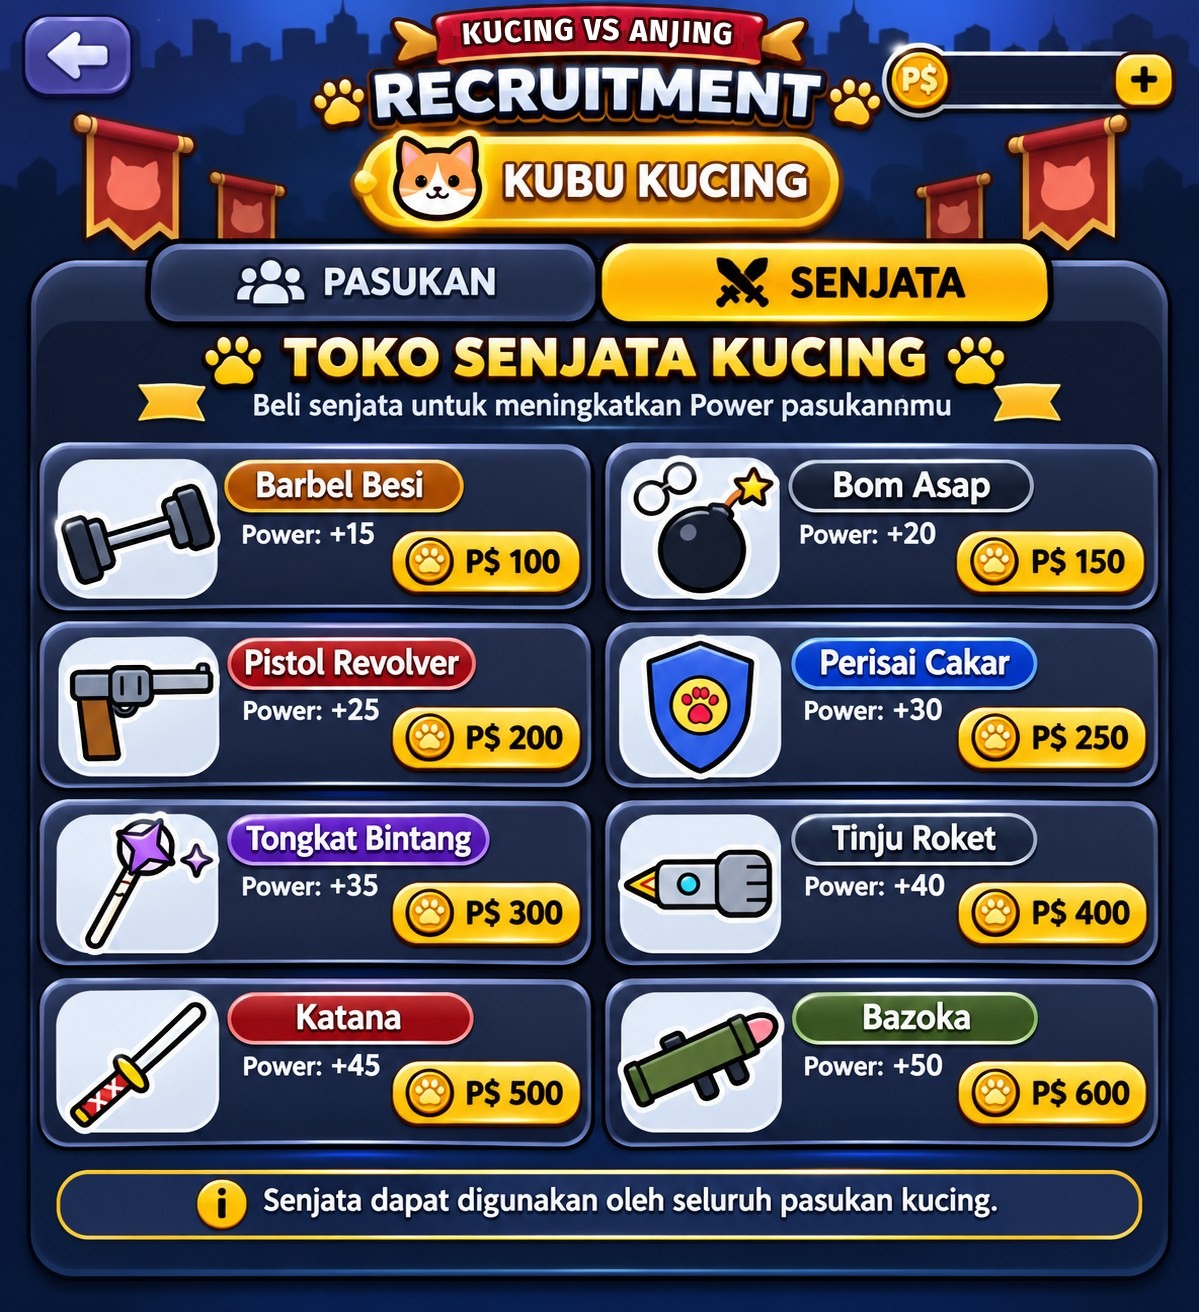 KUCING VS ANJING
RECRUITMENT
P$
+
KUBU KUCING
PASUKAN
SENJATA
TOKO SENJATA KUCING
Beli senjata untuk meningkatkan Power pasukannmu
Barbel Besi
Power: +15
P$ 100
Bom Asap
Power: +20
P$ 150
Pistol Revolver
Power: +25
P$ 200
Perisai Cakar
Power: +30
P$ 250
Tongkat Bintang
Power: +35
P$ 300
Tinju Roket
Power: +40
P$ 400
Katana
Power: +45
P$ 500
Bazoka
Power: +50
P$ 600
i Senjata dapat digunakan oleh seluruh pasukan kucing.